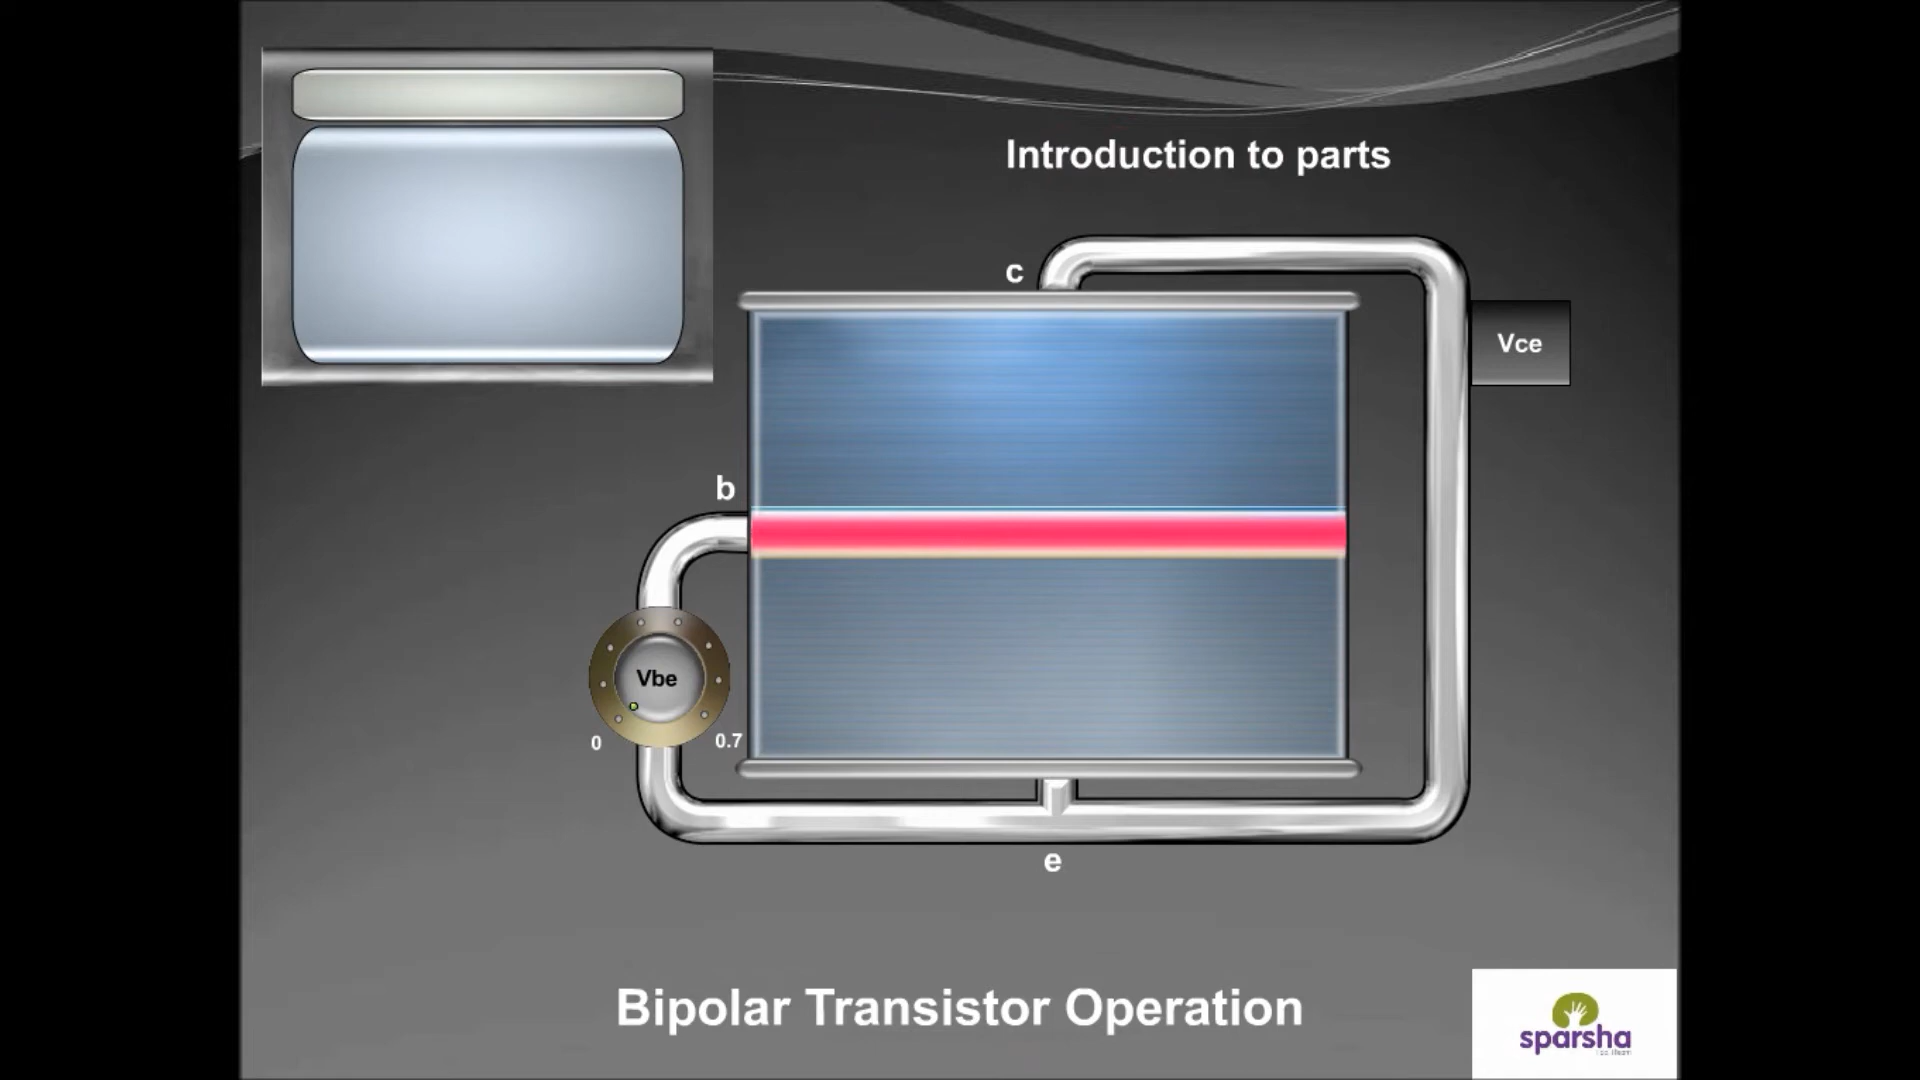 Introduction to parts
c
Vce
b
Vbe
0
0.7
e
Bipolar Transistor Operation
sparsha